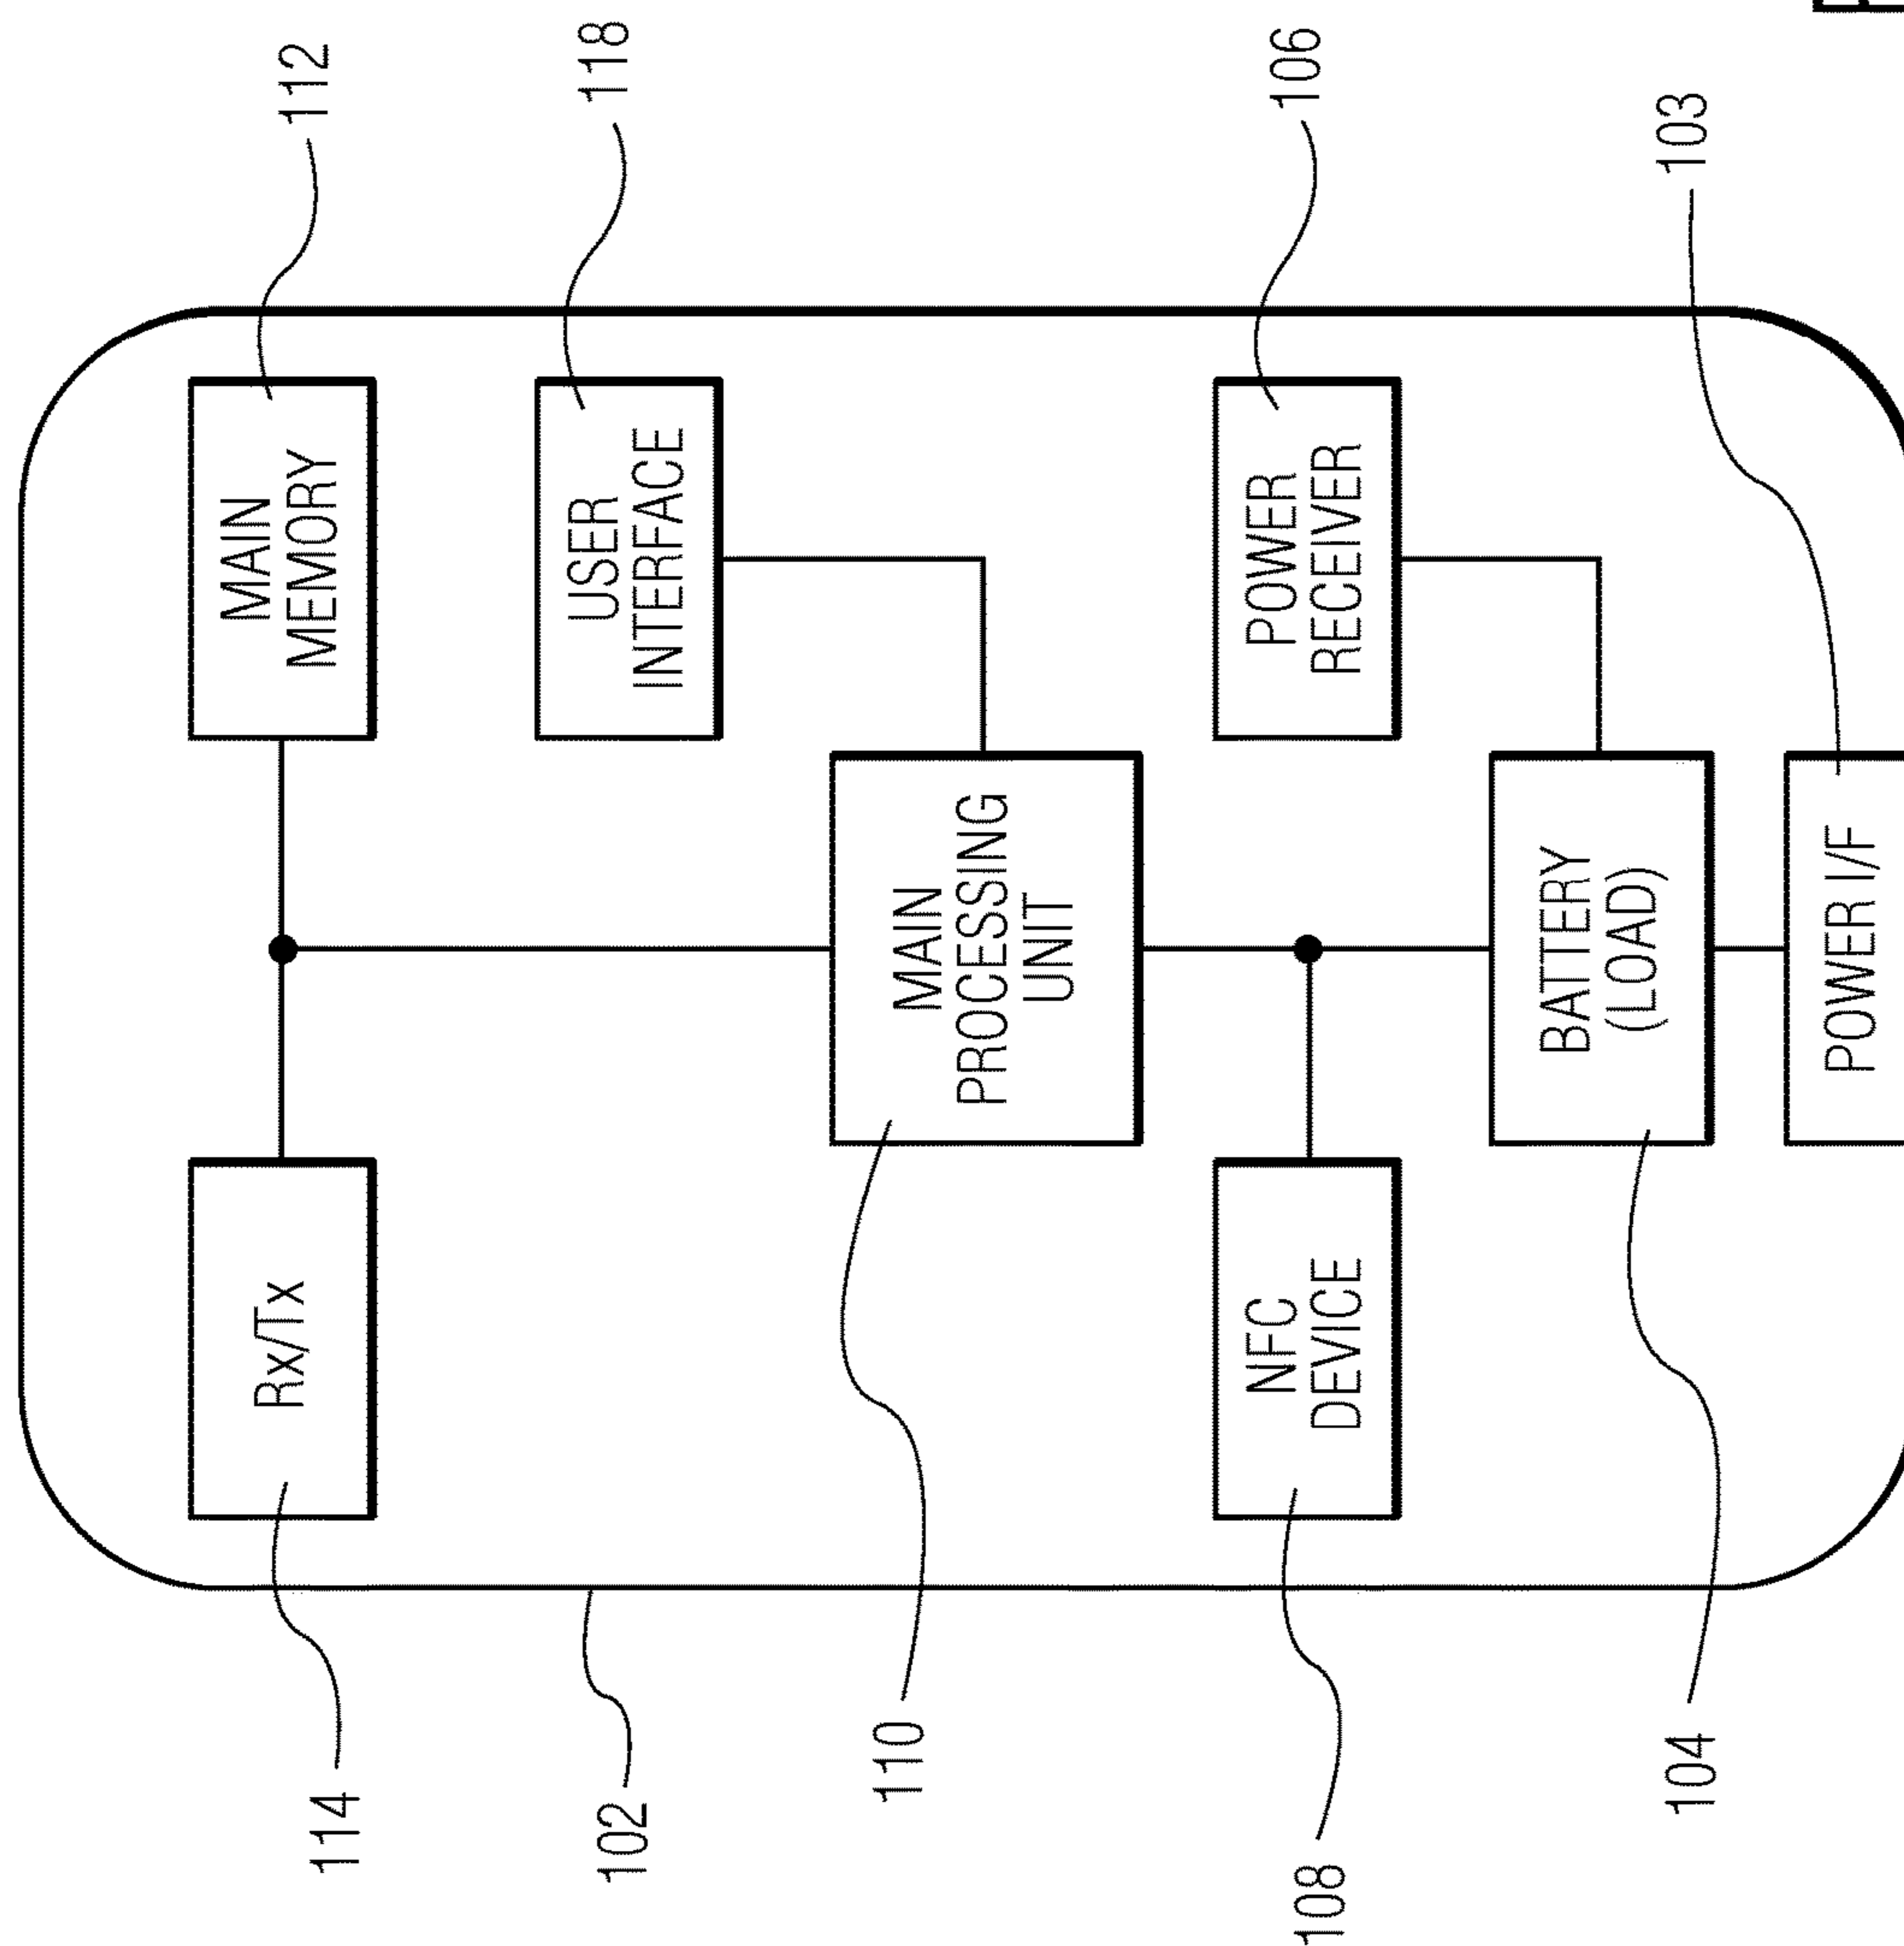 112
118
106
103
MAIN
MEMORY
USER
INTERFACE
POWER
RECEIVER
MAIN
PROCESSING
UNIT
BATTERY
(LOAD)
POWER I/F
Rx/Tx
NFC
DEVICE
114
102
110
108
104